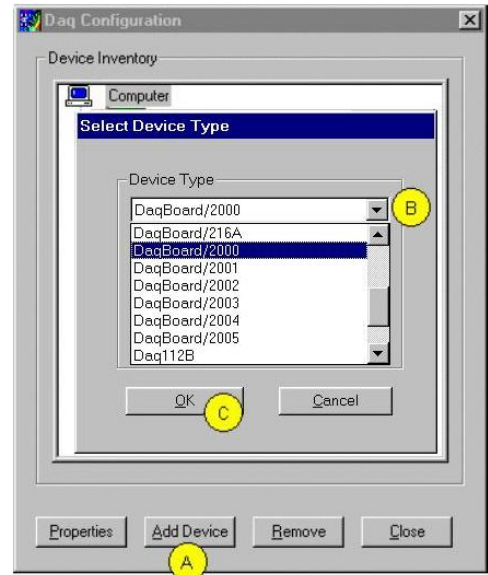 Daq Configuration
Device Inventory
Computer
Select Device Type
Device Type
DaqBoard/2000
B
DaqBoard/216A
DaqBoard/2000
DaqBoard/2001
DaqBoard/2002
DaqBoard/2003
DaqBoard/2004
DaqBoard/2005
Daq112B
OK
C
Cancel
Properties
Add Device
Remove
Close
A